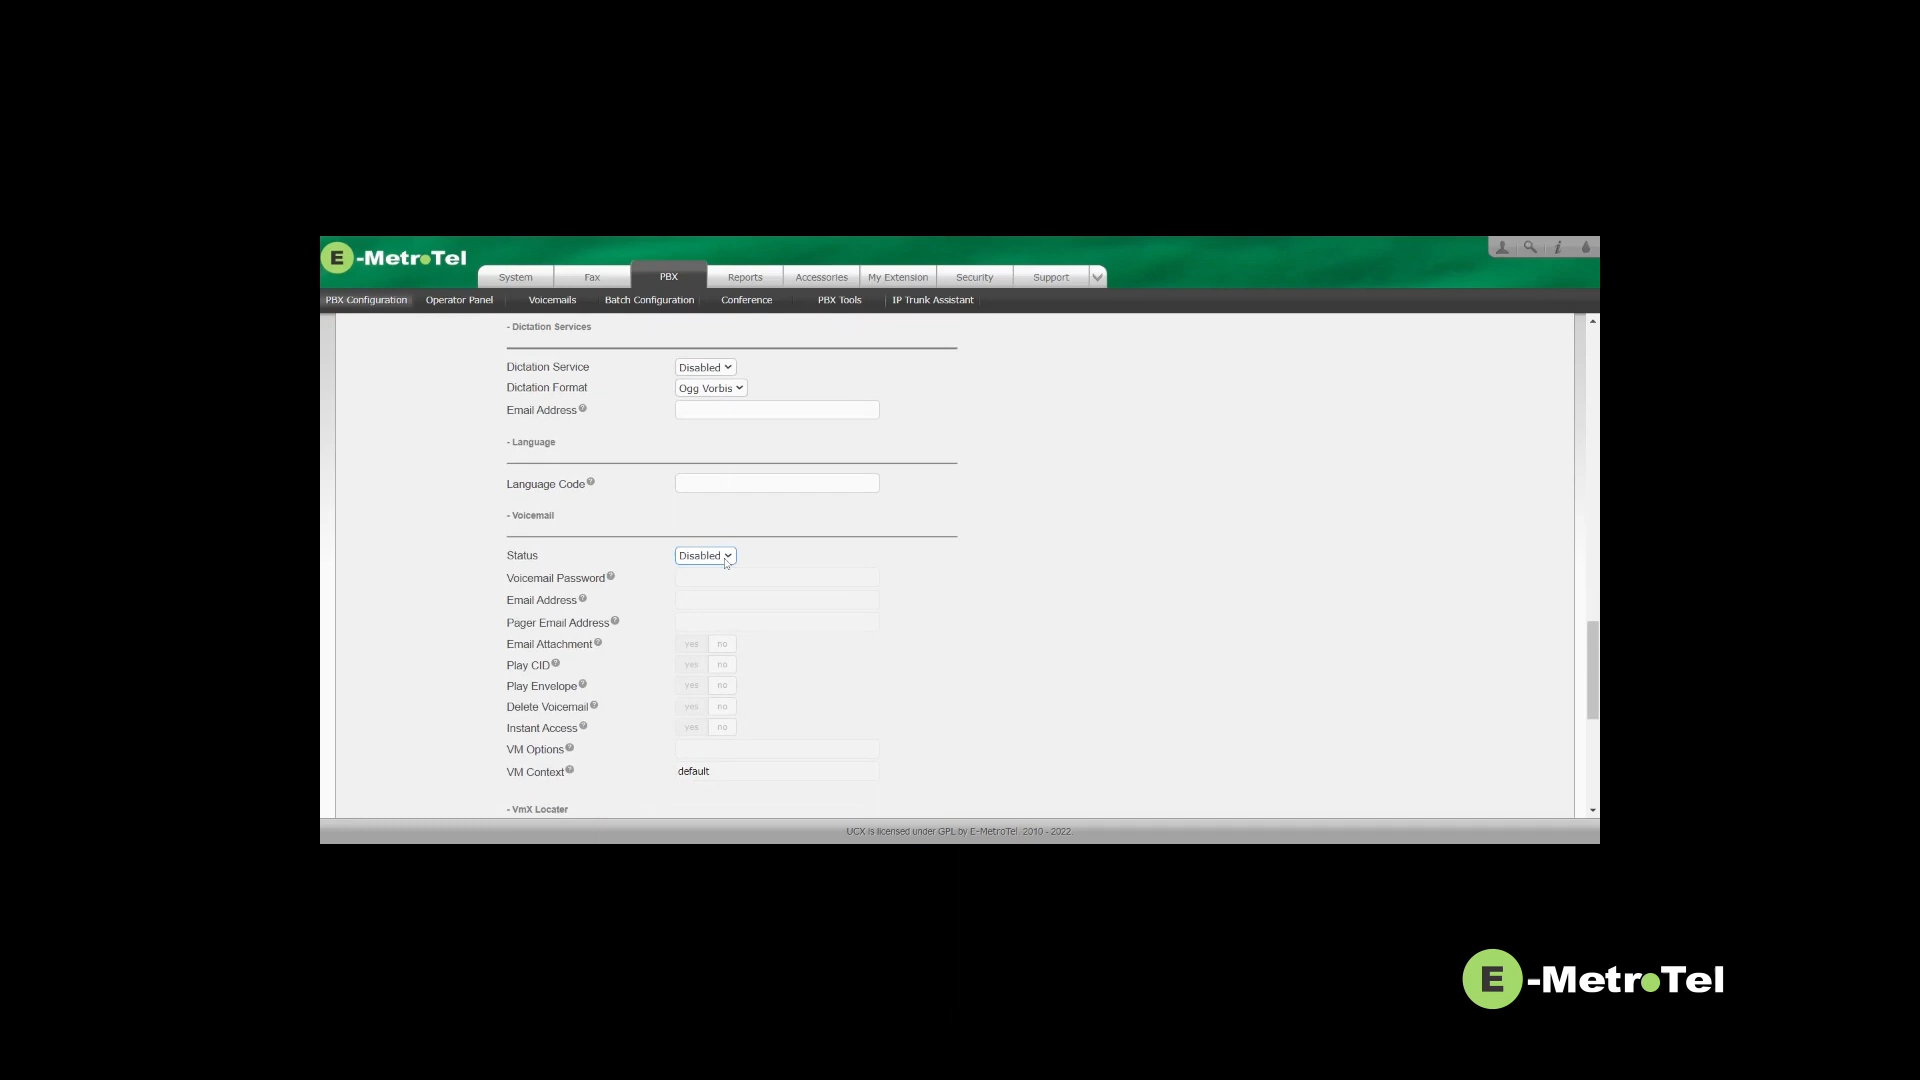 E-MetroTel
System Fax PBX Reports Accessories My Extension Security Support
PBX Configuration Operator Panel Voicemails Batch Configuration Conference PBX Tools IP Trunk Assistant
- Dictation Services
Dictation Service Disabled
Dictation Format Ogg Vorbis
Email Address
- Language
Language Code
- Voicemail
Status Disabled
Voicemail Password
Email Address
Pager Email Address
Email Attachment yes no
Play CID yes no
Play Envelope yes no
Delete Voicemail yes no
Instant Access yes no
VM Options
VM Context default
- VmX Locater
UCX is licensed under GPL by E-MetroTel. 2010 - 2022.
E-MetroTel